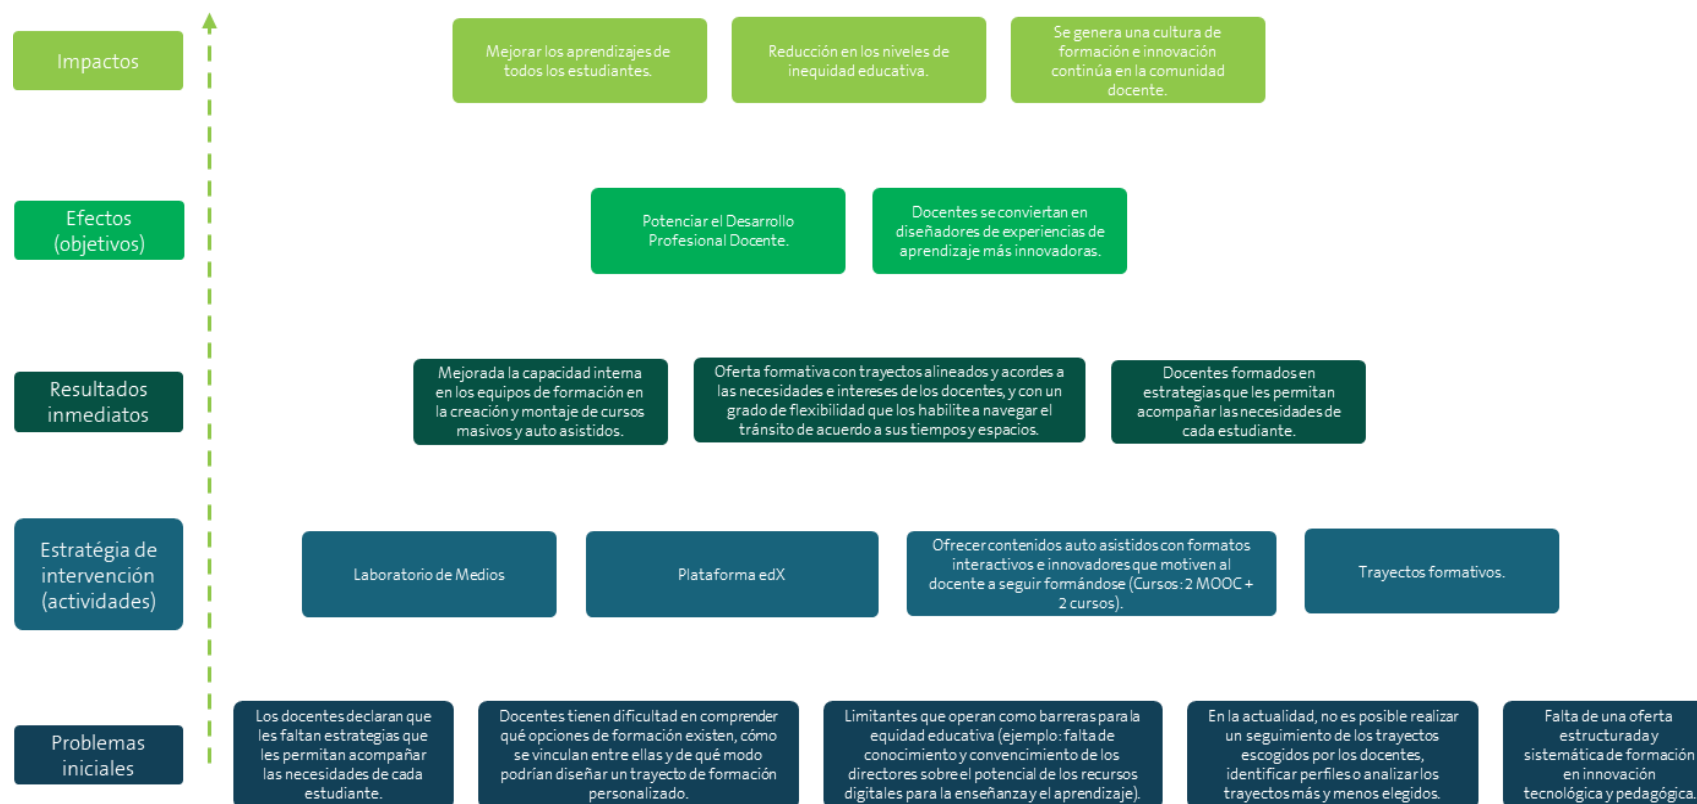 Impactos
Mejorar los aprendizajes de
todos los estudiantes.
Reducción en los niveles de
inequidad educativa.
Se genera una cultura de
formación e innovación
continúa en la comunidad
docente.
Efectos
(objetivos)
Potenciar el Desarrollo
Profesional Docente.
Docentes se conviertan en
diseñadores de experiencias de
aprendizaje más innovadoras.
Resultados
inmediatos
Mejorada la capacidad interna
en los equipos de formación en
la creación y montaje de cursos
masivos y auto asistidos.
Oferta formativa con trayectos alineados y acordes a
las necesidades e intereses de los docentes, y con un
grado de flexibilidad que los habilite a navegar el
tránsito de acuerdo a sus tiempos y espacios.
Docentes formados en
estrategias que les permitan
acompañar las necesidades de
cada estudiante.
Estratégia de
intervención
(actividades)
Laboratorio de Medios
Plataforma edX
Ofrecer contenidos auto asistidos con formatos
interactivos e innovadores que motiven al
docente a seguir formándose (Cursos: 2 MOOC +
2 cursos).
Trayectos formativos.
Problemas
iniciales
Los docentes declaran que
les faltan estrategias que
les permitan acompañar
las necesidades de cada
estudiante.
Docentes tienen dificultad en comprender
qué opciones de formación existen, cómo
se vinculan entre ellas y de qué modo
podrían diseñar un trayecto de formación
personalizado.
Limitantes que operan como barreras para la
equidad educativa (ejemplo: falta de
conocimiento y convencimiento de los
directores sobre el potencial de los recursos
digitales para la enseñanza y el aprendizaje).
En la actualidad, no es posible realizar
un seguimiento de los trayectos
escogidos por los docentes,
identificar perfiles o analizar los
trayectos más y menos elegidos.
Falta de una oferta
estructurada y
sistemática de formación
en innovación
tecnológica y pedagógica.